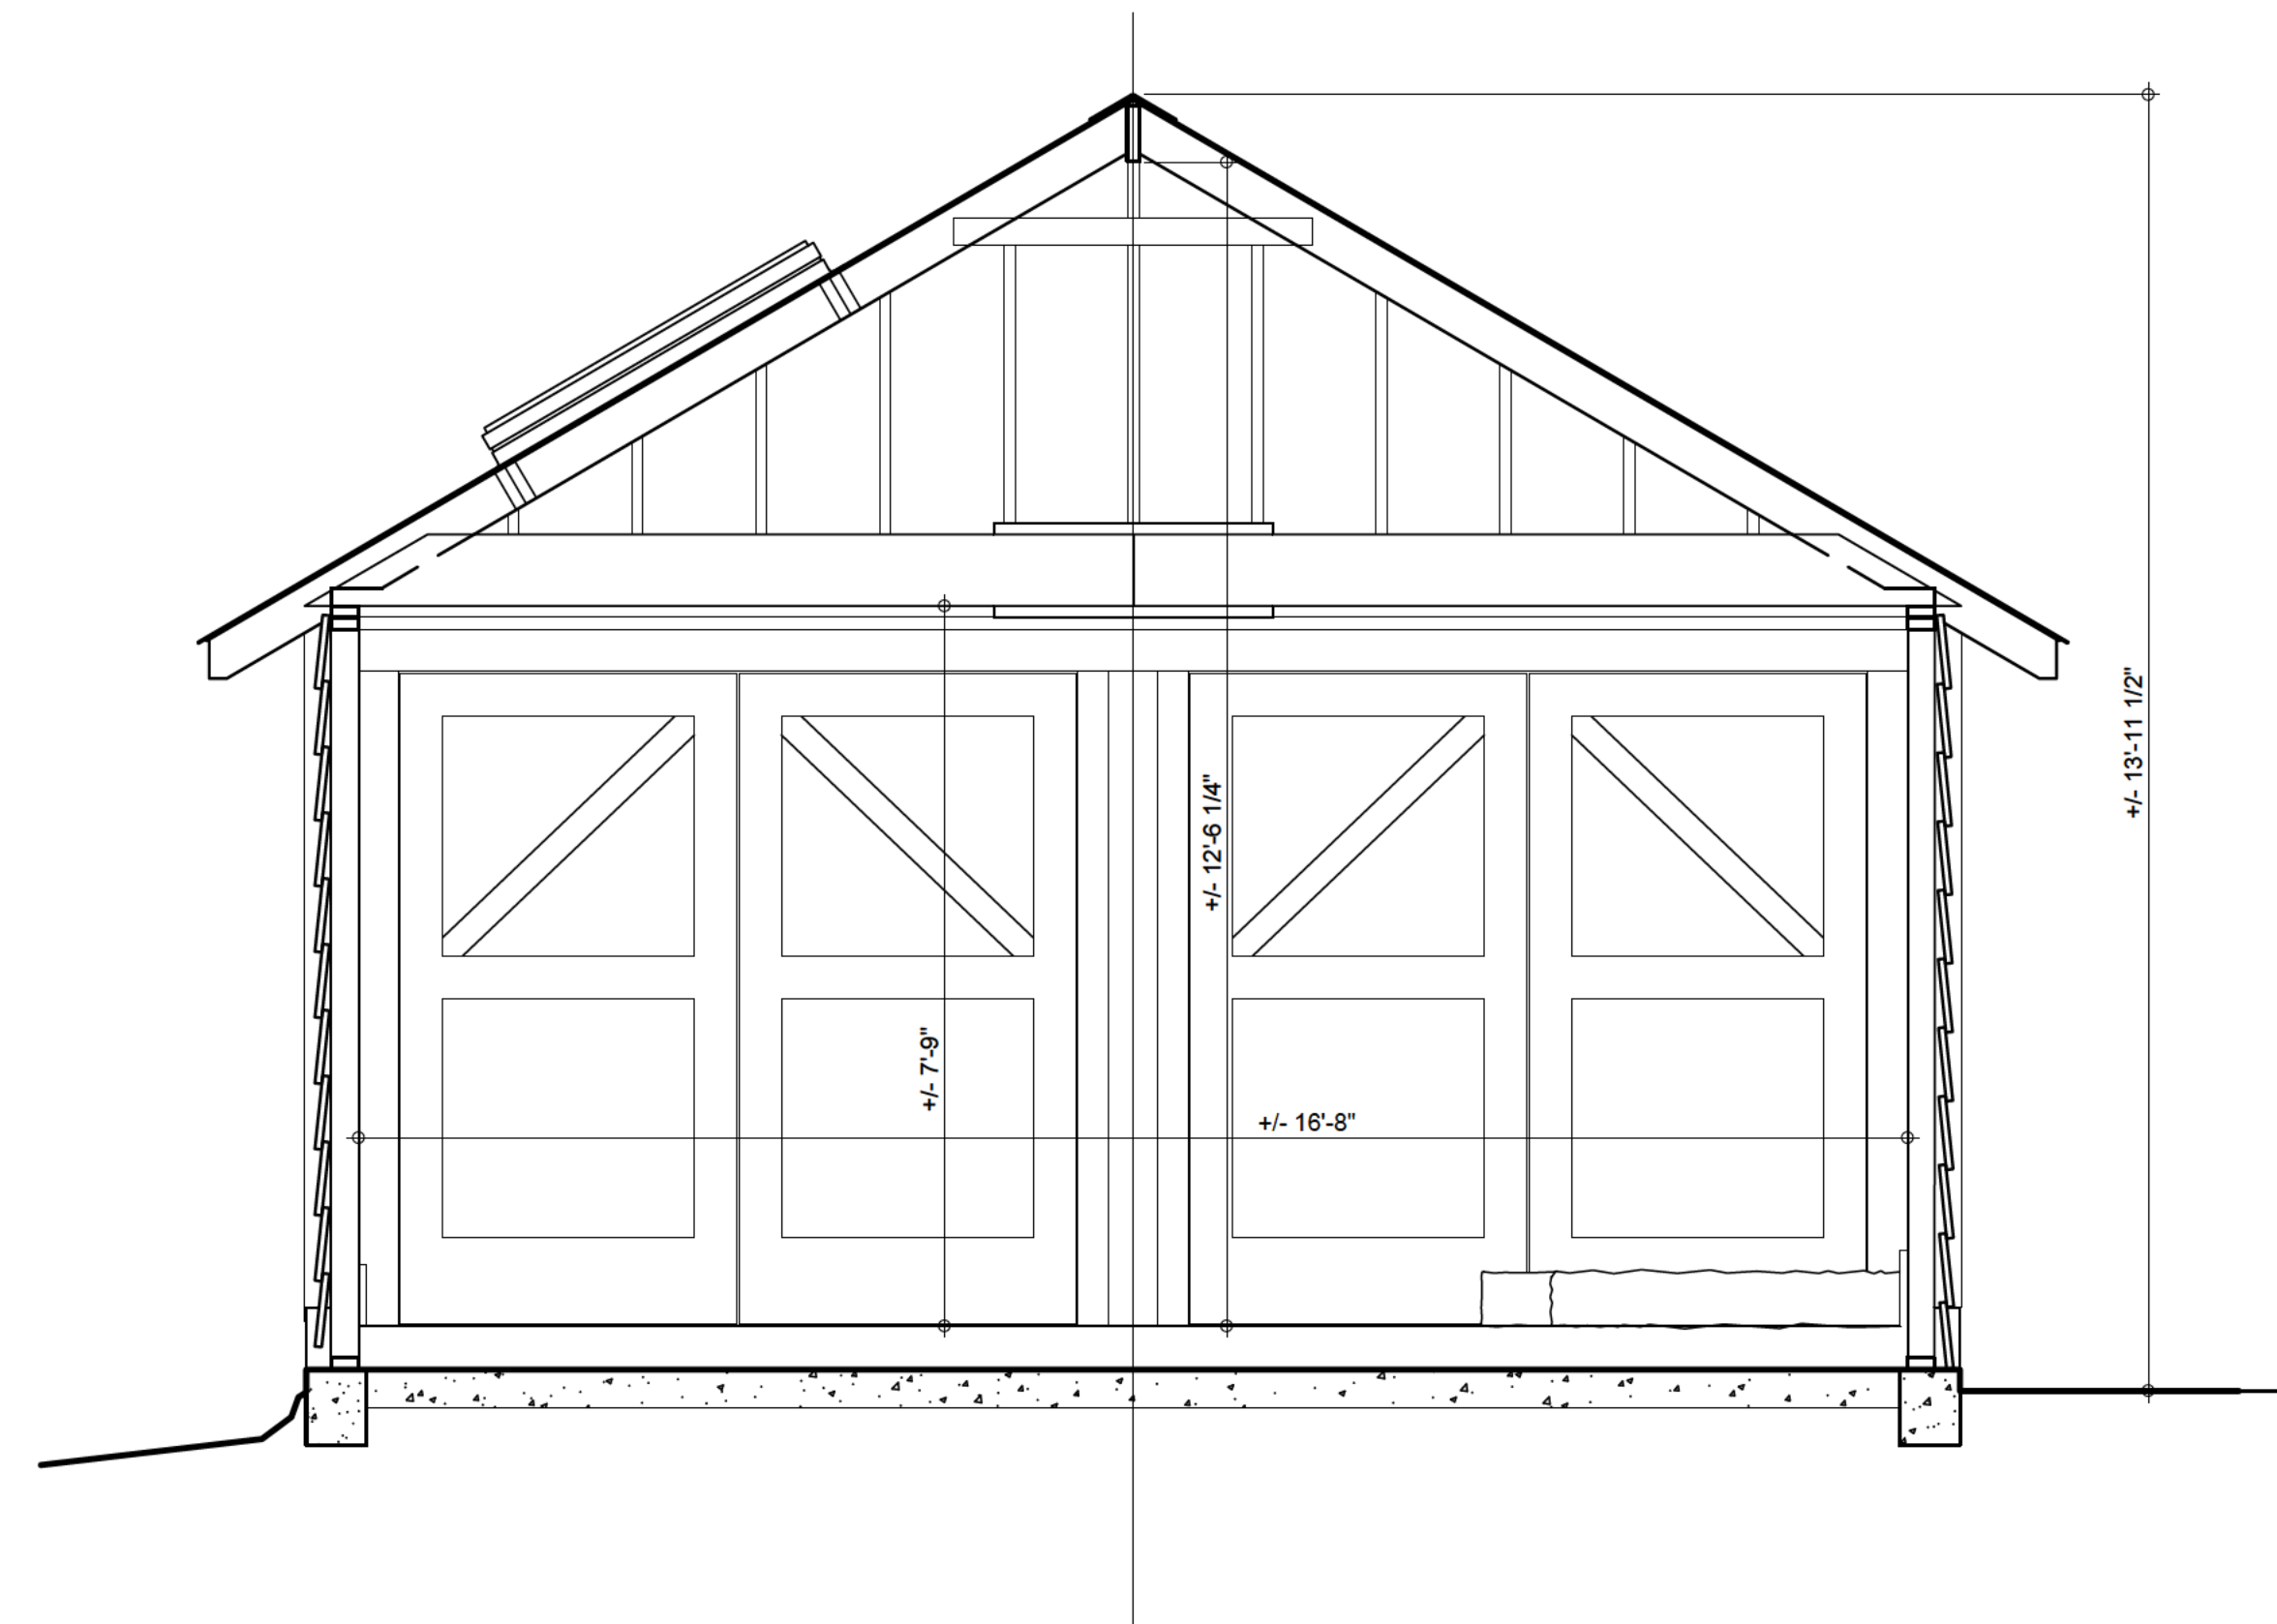 +/- 13'-11 1/2"
+/- 12'-6 1/4"
+/- 7'-9"
+/- 16'-8"